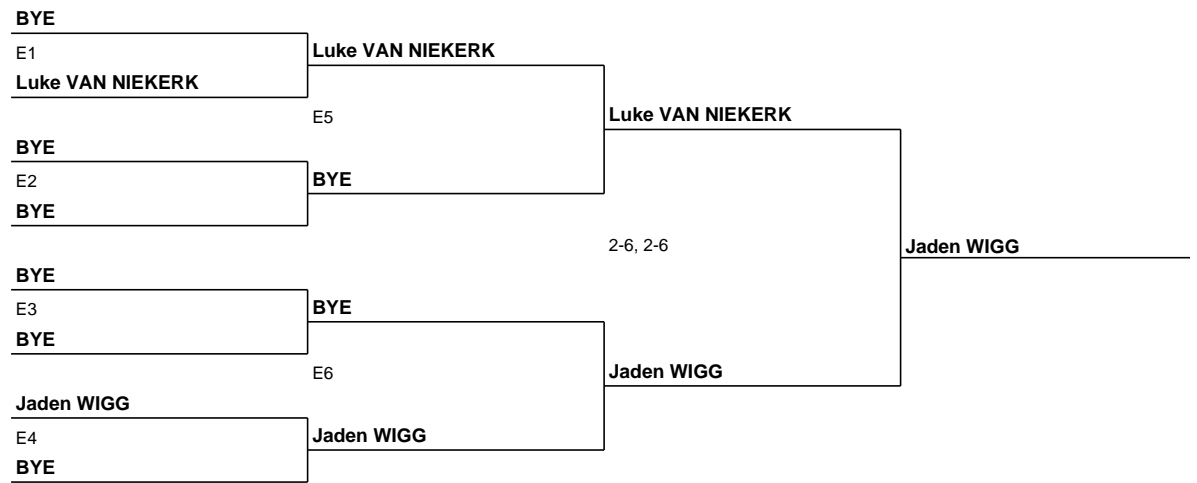 BYE
E1
Luke VAN NIEKERK
Luke VAN NIEKERK
E5
Luke VAN NIEKERK
BYE
E2
BYE
BYE
2-6, 2-6
Jaden WIGG
BYE
E3
BYE
BYE
E6
Jaden WIGG
Jaden WIGG
E4
Jaden WIGG
BYE